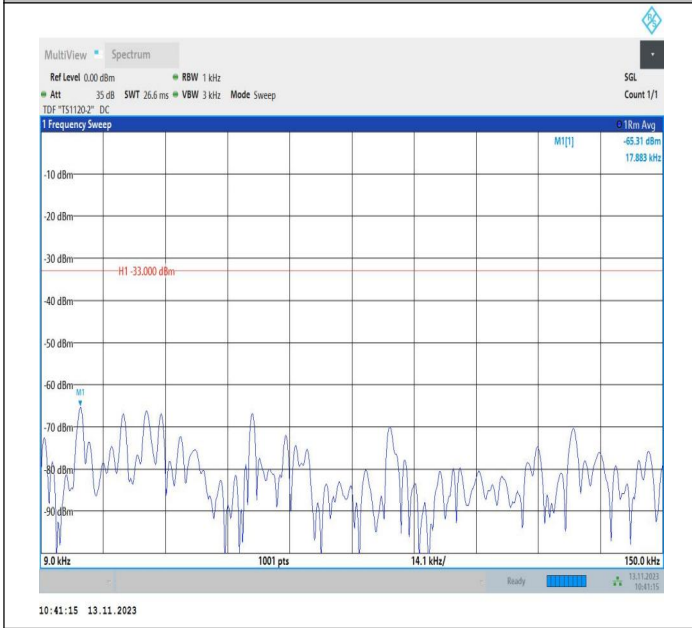 R S
MultiView Spectrum
Ref Level 0.00 dBm RBW 1 kHz SGL
Att 35 dB SWT 26.6 ms VBW 3 kHz Mode Sweep Count 1/1
TDF "TS1120-2" DC
1 Frequency Sweep 1Rm Avg
M1[1] -65.31 dBm
17.883 kHz
-10 dBm
-20 dBm
-30 dBm
H1 -33.000 dBm
-40 dBm
-50 dBm
-60 dBm
M1
-70 dBm
-80 dBm
-90 dBm
9.0 kHz 1001 pts 14.1 kHz/ 150.0 kHz
Ready 13.11.2023
10:41:15
10:41:15 13.11.2023